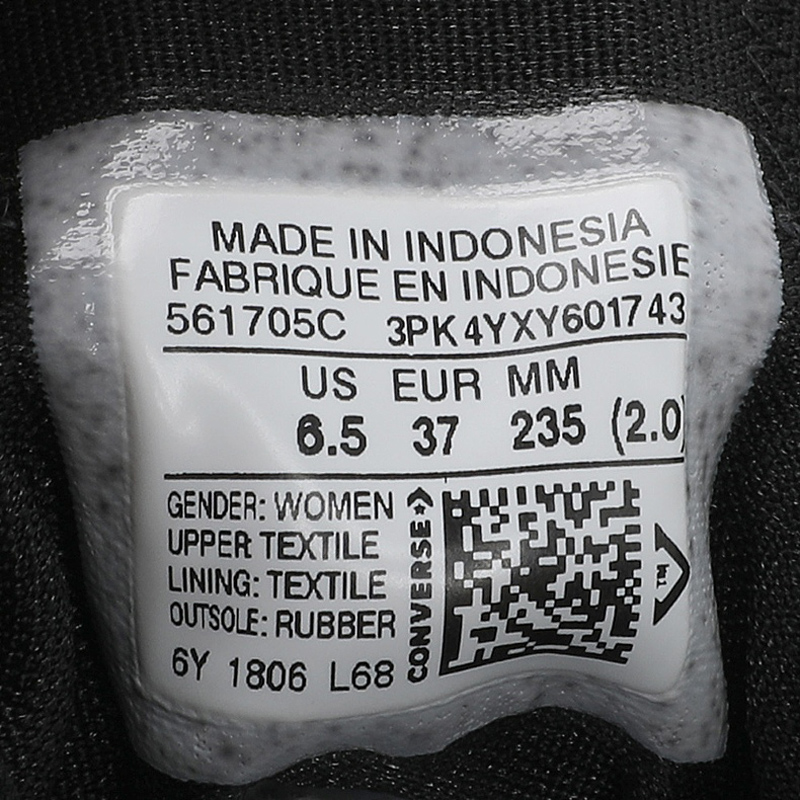 MADE IN INDONESIA
FABRIQUE EN INDONESIE
561705C 3PK4YXY601743
US EUR MM
6.5 37 235 (2.0)
GENDER: WOMEN
UPPER TEXTILE
LINING: TEXTILE
OUTSOLE: RUBBER
6Y 1806 L68
CONVERSE